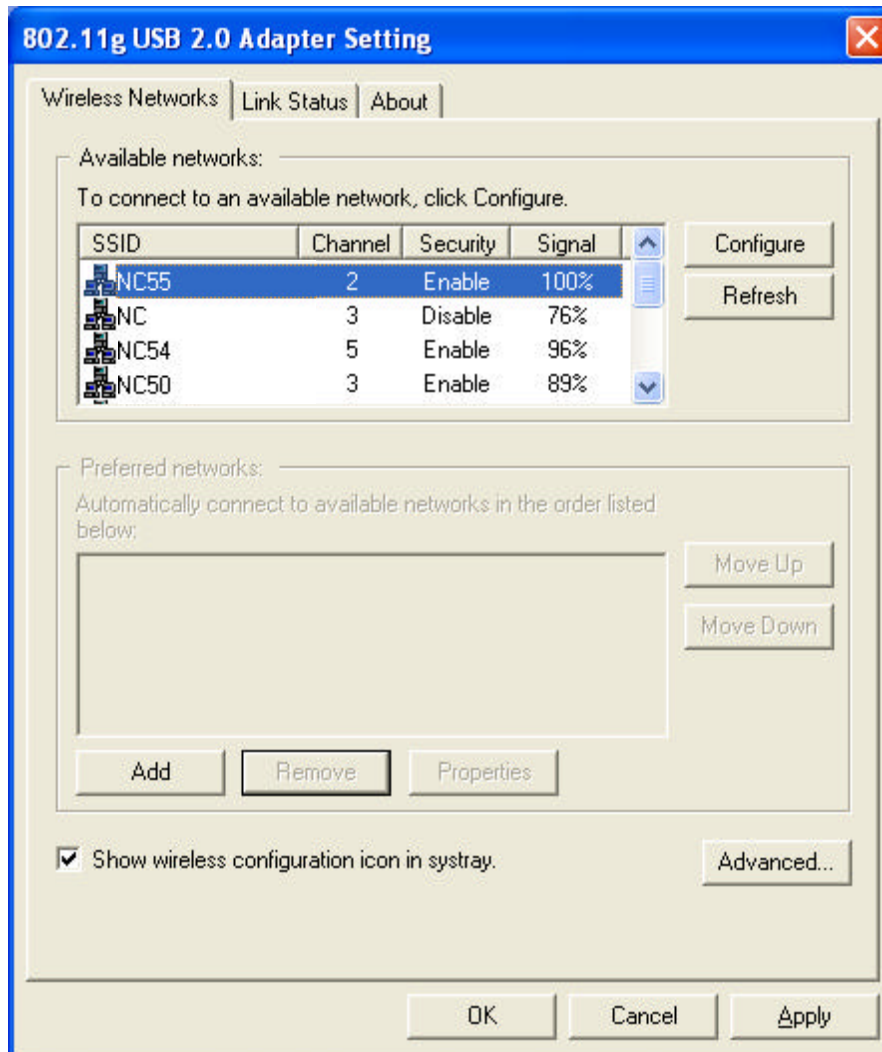 802.11g USB 2.0 Adapter Setting
Wireless Networks Link Status About
Available networks:
To connect to an available network, click Configure.
SSID Channel Security Signal
Configure
NC55 2 Enable 100%
Refresh
NC 3 Disable 76%
NC54 5 Enable 96%
NC50 3 Enable 89%
Preferred networks:
Automatically connect to available networks in the order listed
below:
Move Up
Move Down
Add Remove Properties
Show wireless configuration icon in systray.
Advanced...
OK Cancel Apply